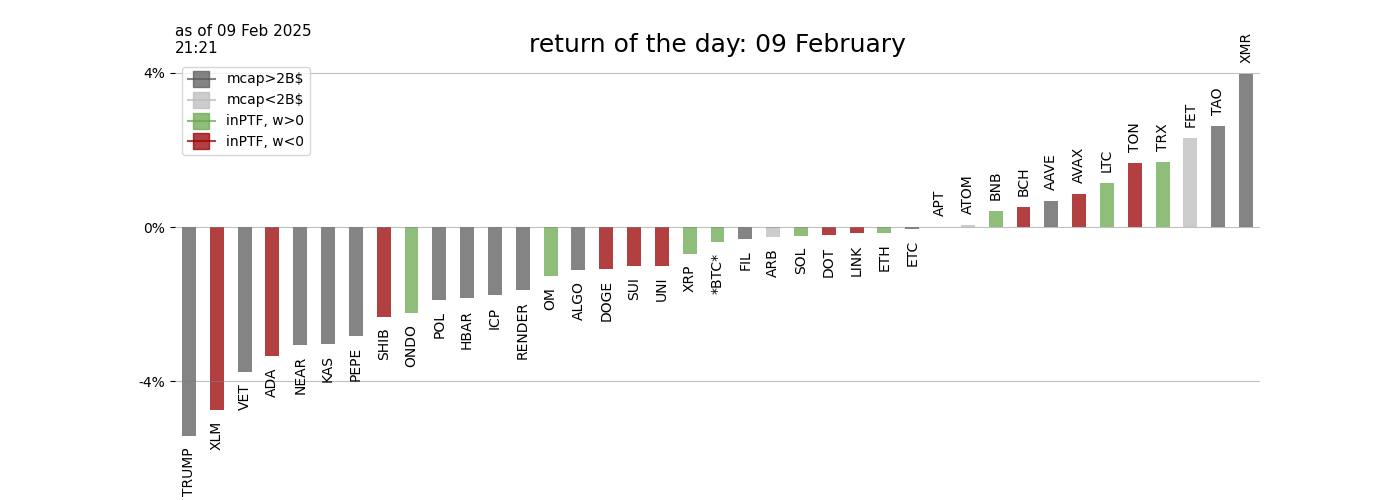 as of 09 Feb 2025
21:21
return of the day: 09 February
4%
0%
-4%
mcap>2B$
mcap<2B$
inPTF, w>0
inPTF, w<0
TRUMP
XLM
VET
ADA
NEAR
KAS
PEPE
SHIB
ONDO
POL
HBAR
ICP
RENDER
OM
ALGO
DOGE
SUI
UNI
XRP
*BTC*
FIL
ARB
SOL
DOT
LINK
ETH
ETC
APT
ATOM
BNB
BCH
AAVE
AVAX
LTC
TON
TRX
FET
TAO
XMR